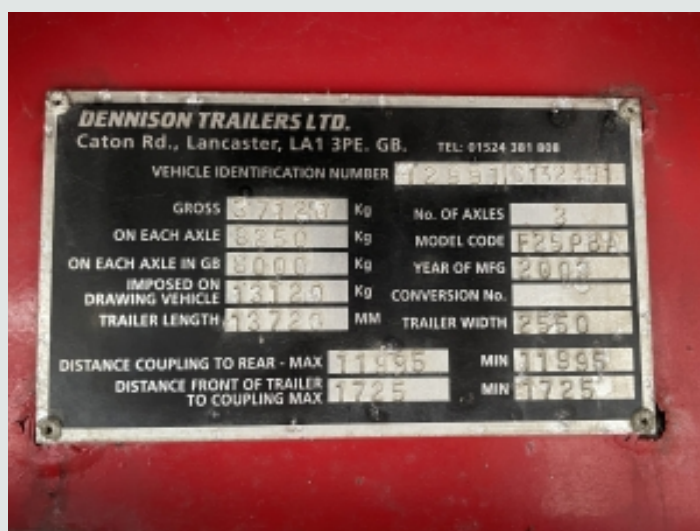 DENNISON TRAILERS LTD.
Caton Rd., Lancaster, LA1 3PE. GB. TEL: 01524 381 808
VEHICLE IDENTIFICATION NUMBER
GROSS 37120 Kg No. OF AXLES 3
ON EACH AXLE 8250 Kg MODEL CODE F25PBA
ON EACH AXLE IN GB 8000 Kg YEAR OF MFG 2003
IMPOSED ON DRAWING VEHICLE 13120 Kg CONVERSION No.
TRAILER LENGTH 13720 MM TRAILER WIDTH 2550
DISTANCE COUPLING TO REAR - MAX 11995 MIN 11995
DISTANCE FRONT OF TRAILER TO COUPLING MAX 1725 MIN 1725